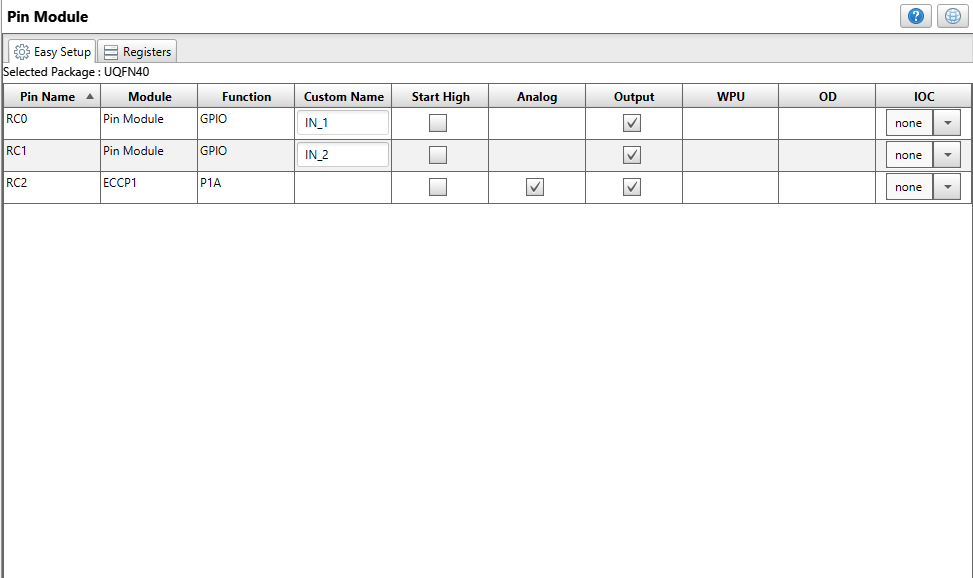 Pin Module
?
Easy Setup Registers
Selected Package : UQFN40
Pin Name Module Function Custom Name Start High Analog Output WPU OD IOC
RC0 Pin Module GPIO IN_1 none
RC1 Pin Module GPIO IN_2 none
RC2 ECCP1 P1A none